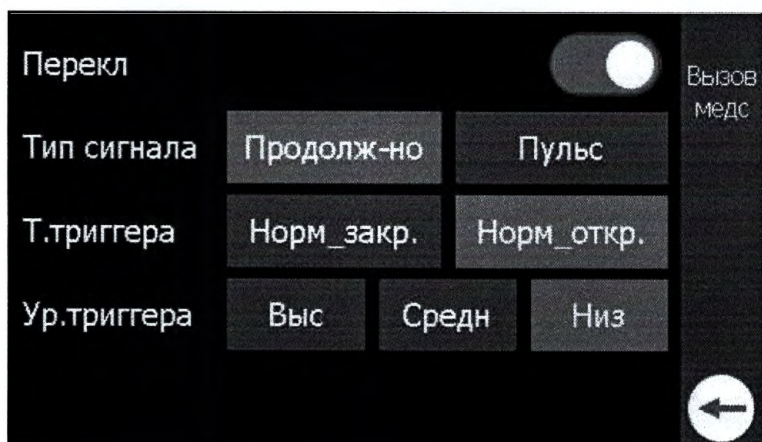 Перекл
Вызов
медс
Тип сигнала Продолж-но Пульс
Т.триггера Норм_закр. Норм_откр.
Ур.триггера Выс Средн Низ